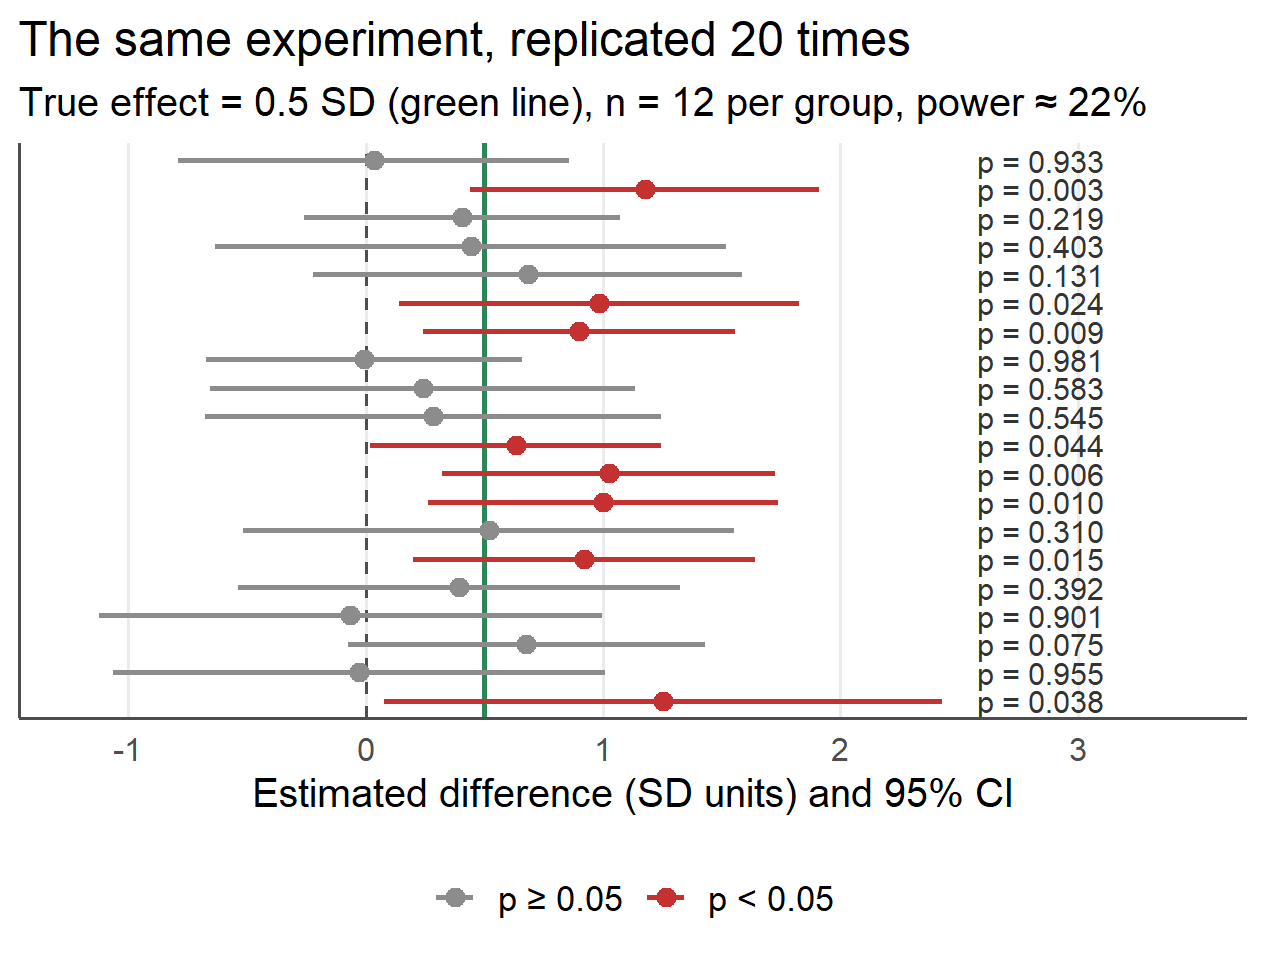 The same experiment, replicated 20 times
True effect = 0.5 SD (green line), n = 12 per group, power ≈ 22%
p = 0.933
p = 0.003
p = 0.219
p = 0.403
p = 0.131
p = 0.024
p = 0.009
p = 0.981
p = 0.583
p = 0.545
p = 0.044
p = 0.006
p = 0.010
p = 0.310
p = 0.015
p = 0.392
p = 0.901
p = 0.075
p = 0.955
p = 0.038
-1 0 1 2 3
Estimated difference (SD units) and 95% CI
p ≥ 0.05 p < 0.05